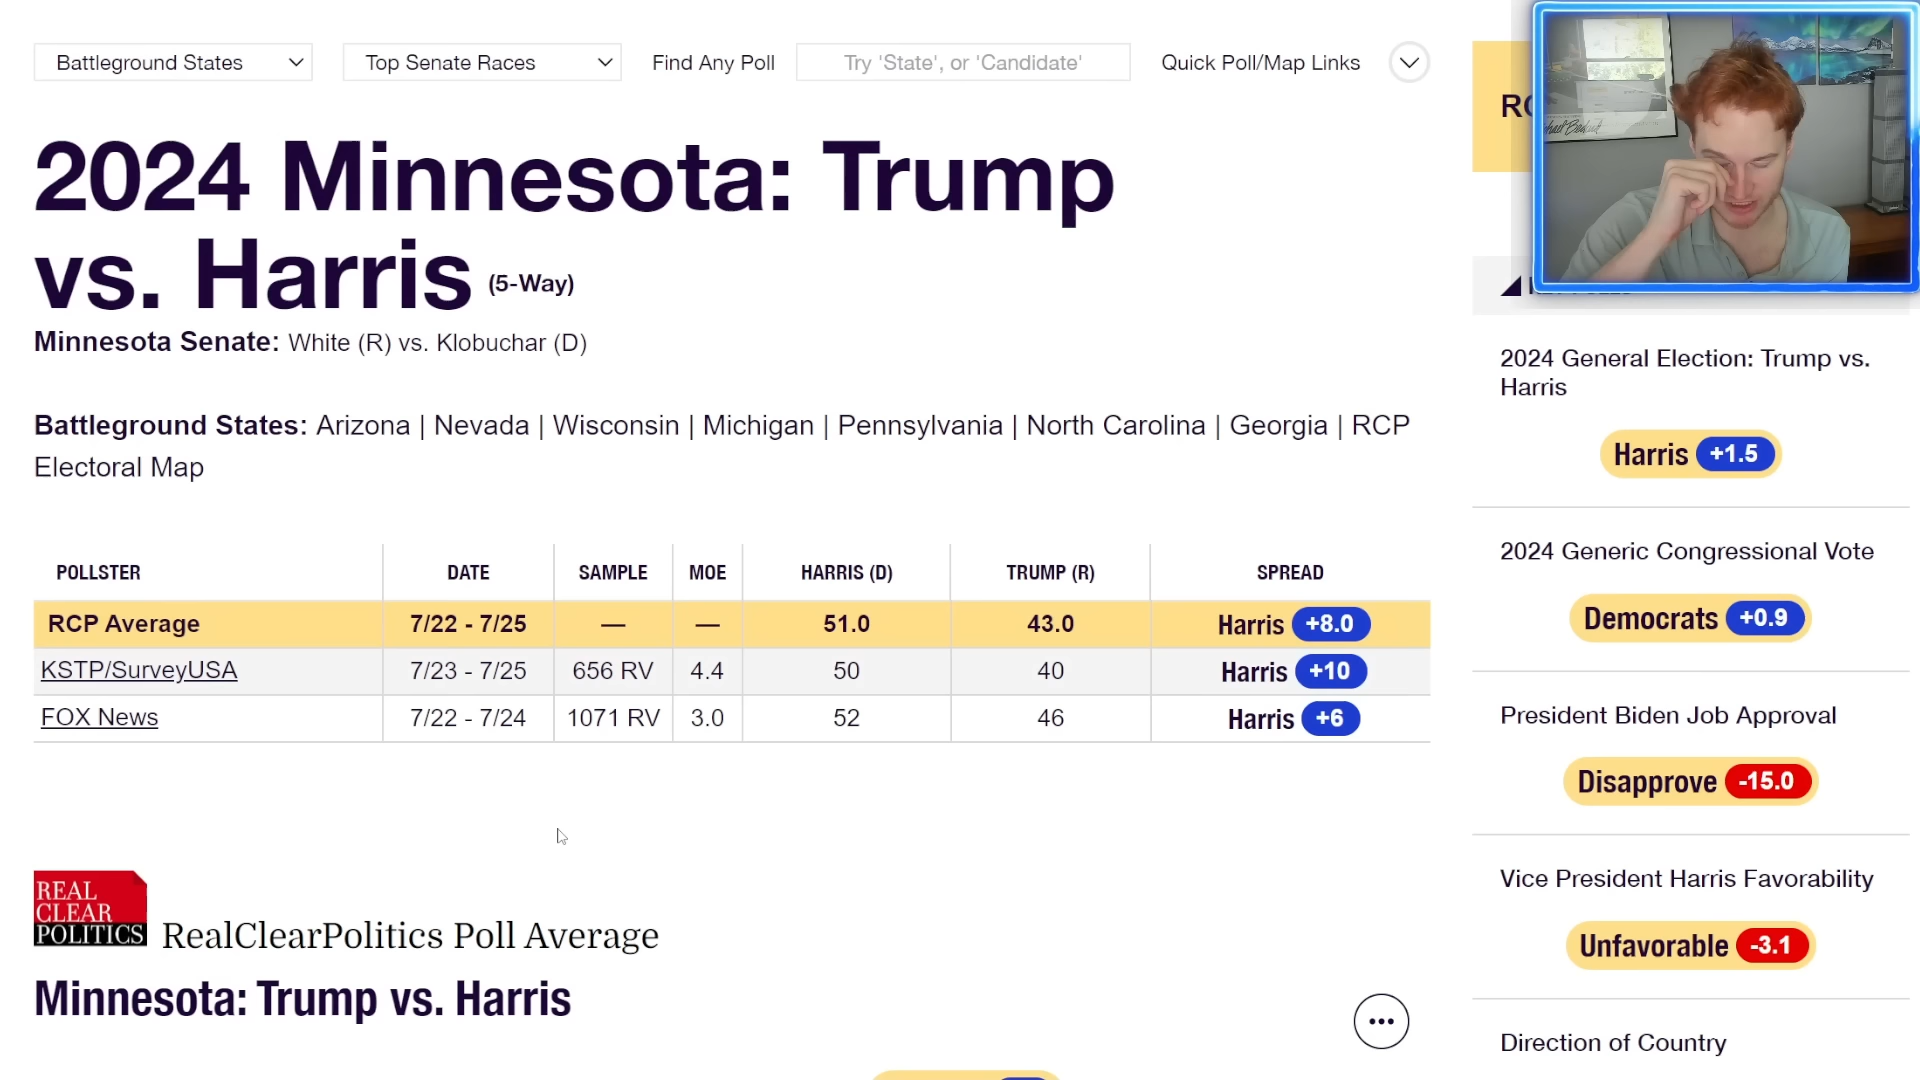 Battleground States
Top Senate Races
Find Any Poll
Try 'State', or 'Candidate'
Quick Poll/Map Links
2024 Minnesota: Trump
vs. Harris (5-Way)
Minnesota Senate: White (R) vs. Klobuchar (D)
Battleground States: Arizona | Nevada | Wisconsin | Michigan | Pennsylvania | North Carolina | Georgia | RCP
Electoral Map
POLLSTER DATE SAMPLE MOE HARRIS (D) TRUMP (R) SPREAD
RCP Average 7/22 - 7/25 — — 51.0 43.0 Harris +8.0
KSTP/SurveyUSA 7/23 - 7/25 656 RV 4.4 50 40 Harris +10
FOX News 7/22 - 7/24 1071 RV 3.0 52 46 Harris +6
REAL
CLEAR
POLITICS
RealClearPolitics Poll Average
Minnesota: Trump vs. Harris
2024 General Election: Trump vs.
Harris
Harris +1.5
2024 Generic Congressional Vote
Democrats +0.9
President Biden Job Approval
Disapprove -15.0
Vice President Harris Favorability
Unfavorable -3.1
Direction of Country